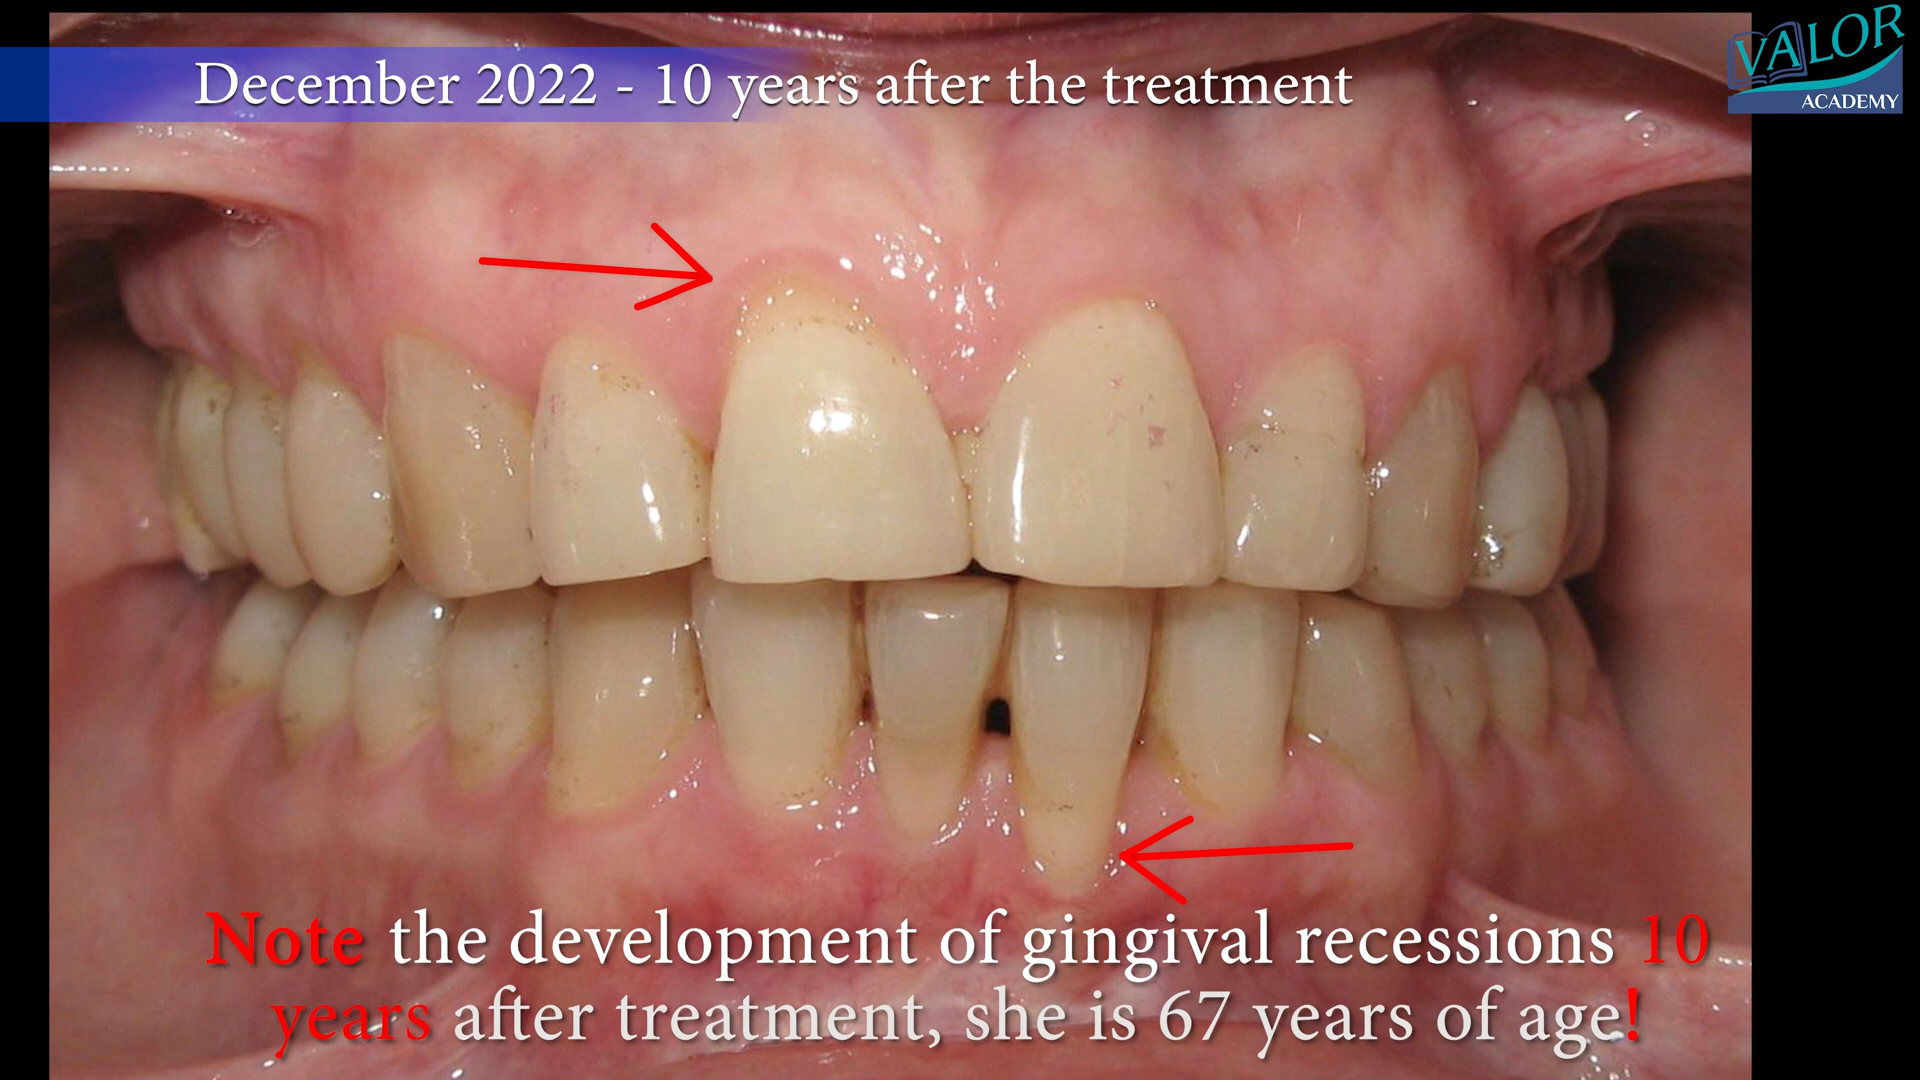 December 2022 - 10 years after the treatment
VALOR
ACADEMY
Note the development of gingival recessions 10
years after treatment, she is 67 years of age!